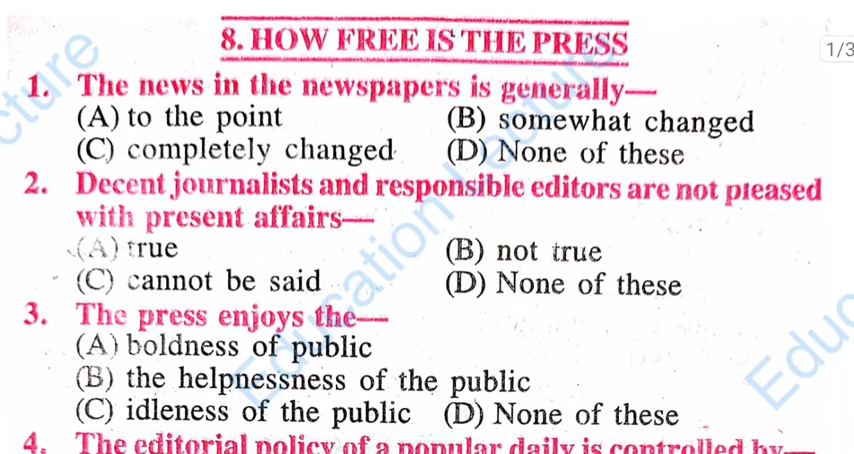 8. HOW FREE IS THE PRESS
1/3
1. The news in the newspapers is generally—
(A) to the point (B) somewhat changed
(C) completely changed (D) None of these
2. Decent journalists and responsible editors are not pleased
with present affairs—
(A) true (B) not true
(C) cannot be said (D) None of these
3. The press enjoys the—
(A) boldness of public
(B) the helpnessness of the public
(C) idleness of the public (D) None of these
4. The editorial policy of a popular daily is controlled by—
Education Lecture
cture
Educ